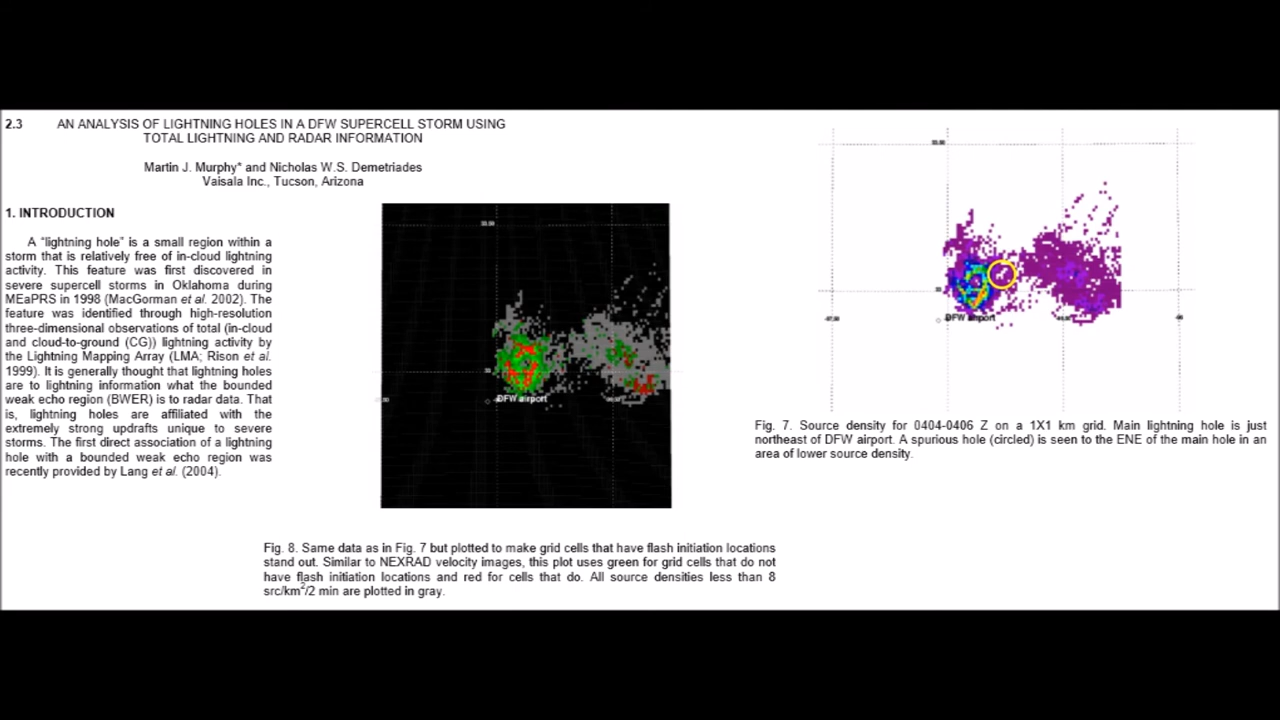 2.3 AN ANALYSIS OF LIGHTNING HOLES IN A DFW SUPERCELL STORM USING
TOTAL LIGHTNING AND RADAR INFORMATION
Martin J. Murphy* and Nicholas W.S. Demetriades
Vaisala Inc., Tucson, Arizona
1. INTRODUCTION
A “lightning hole” is a small region within a
storm that is relatively free of in-cloud lightning
activity. This feature was first discovered in
severe supercell storms in Oklahoma during
MEaPRS in 1998 (MacGorman et al. 2002). The
feature was identified through high-resolution
three-dimensional observations of total (in-cloud
and cloud-to-ground (CG)) lightning activity by
the Lightning Mapping Array (LMA; Rison et al.
1999). It is generally thought that lightning holes
are to lightning information what the bounded
weak echo region (BWER) is to radar data. That
is, lightning holes are affiliated with the
extremely strong updrafts unique to severe
storms. The first direct association of a lightning
hole with a bounded weak echo region was
recently provided by Lang et al. (2004).
DFW airport
Fig. 8. Same data as in Fig. 7 but plotted to make grid cells that have flash initiation locations
stand out. Similar to NEXRAD velocity images, this plot uses green for grid cells that do not
have flash initiation locations and red for cells that do. All source densities less than 8
src/km2/2 min are plotted in gray.
DFW airport
Fig. 7. Source density for 0404-0406 Z on a 1X1 km grid. Main lightning hole is just
northeast of DFW airport. A spurious hole (circled) is seen to the ENE of the main hole in an
area of lower source density.